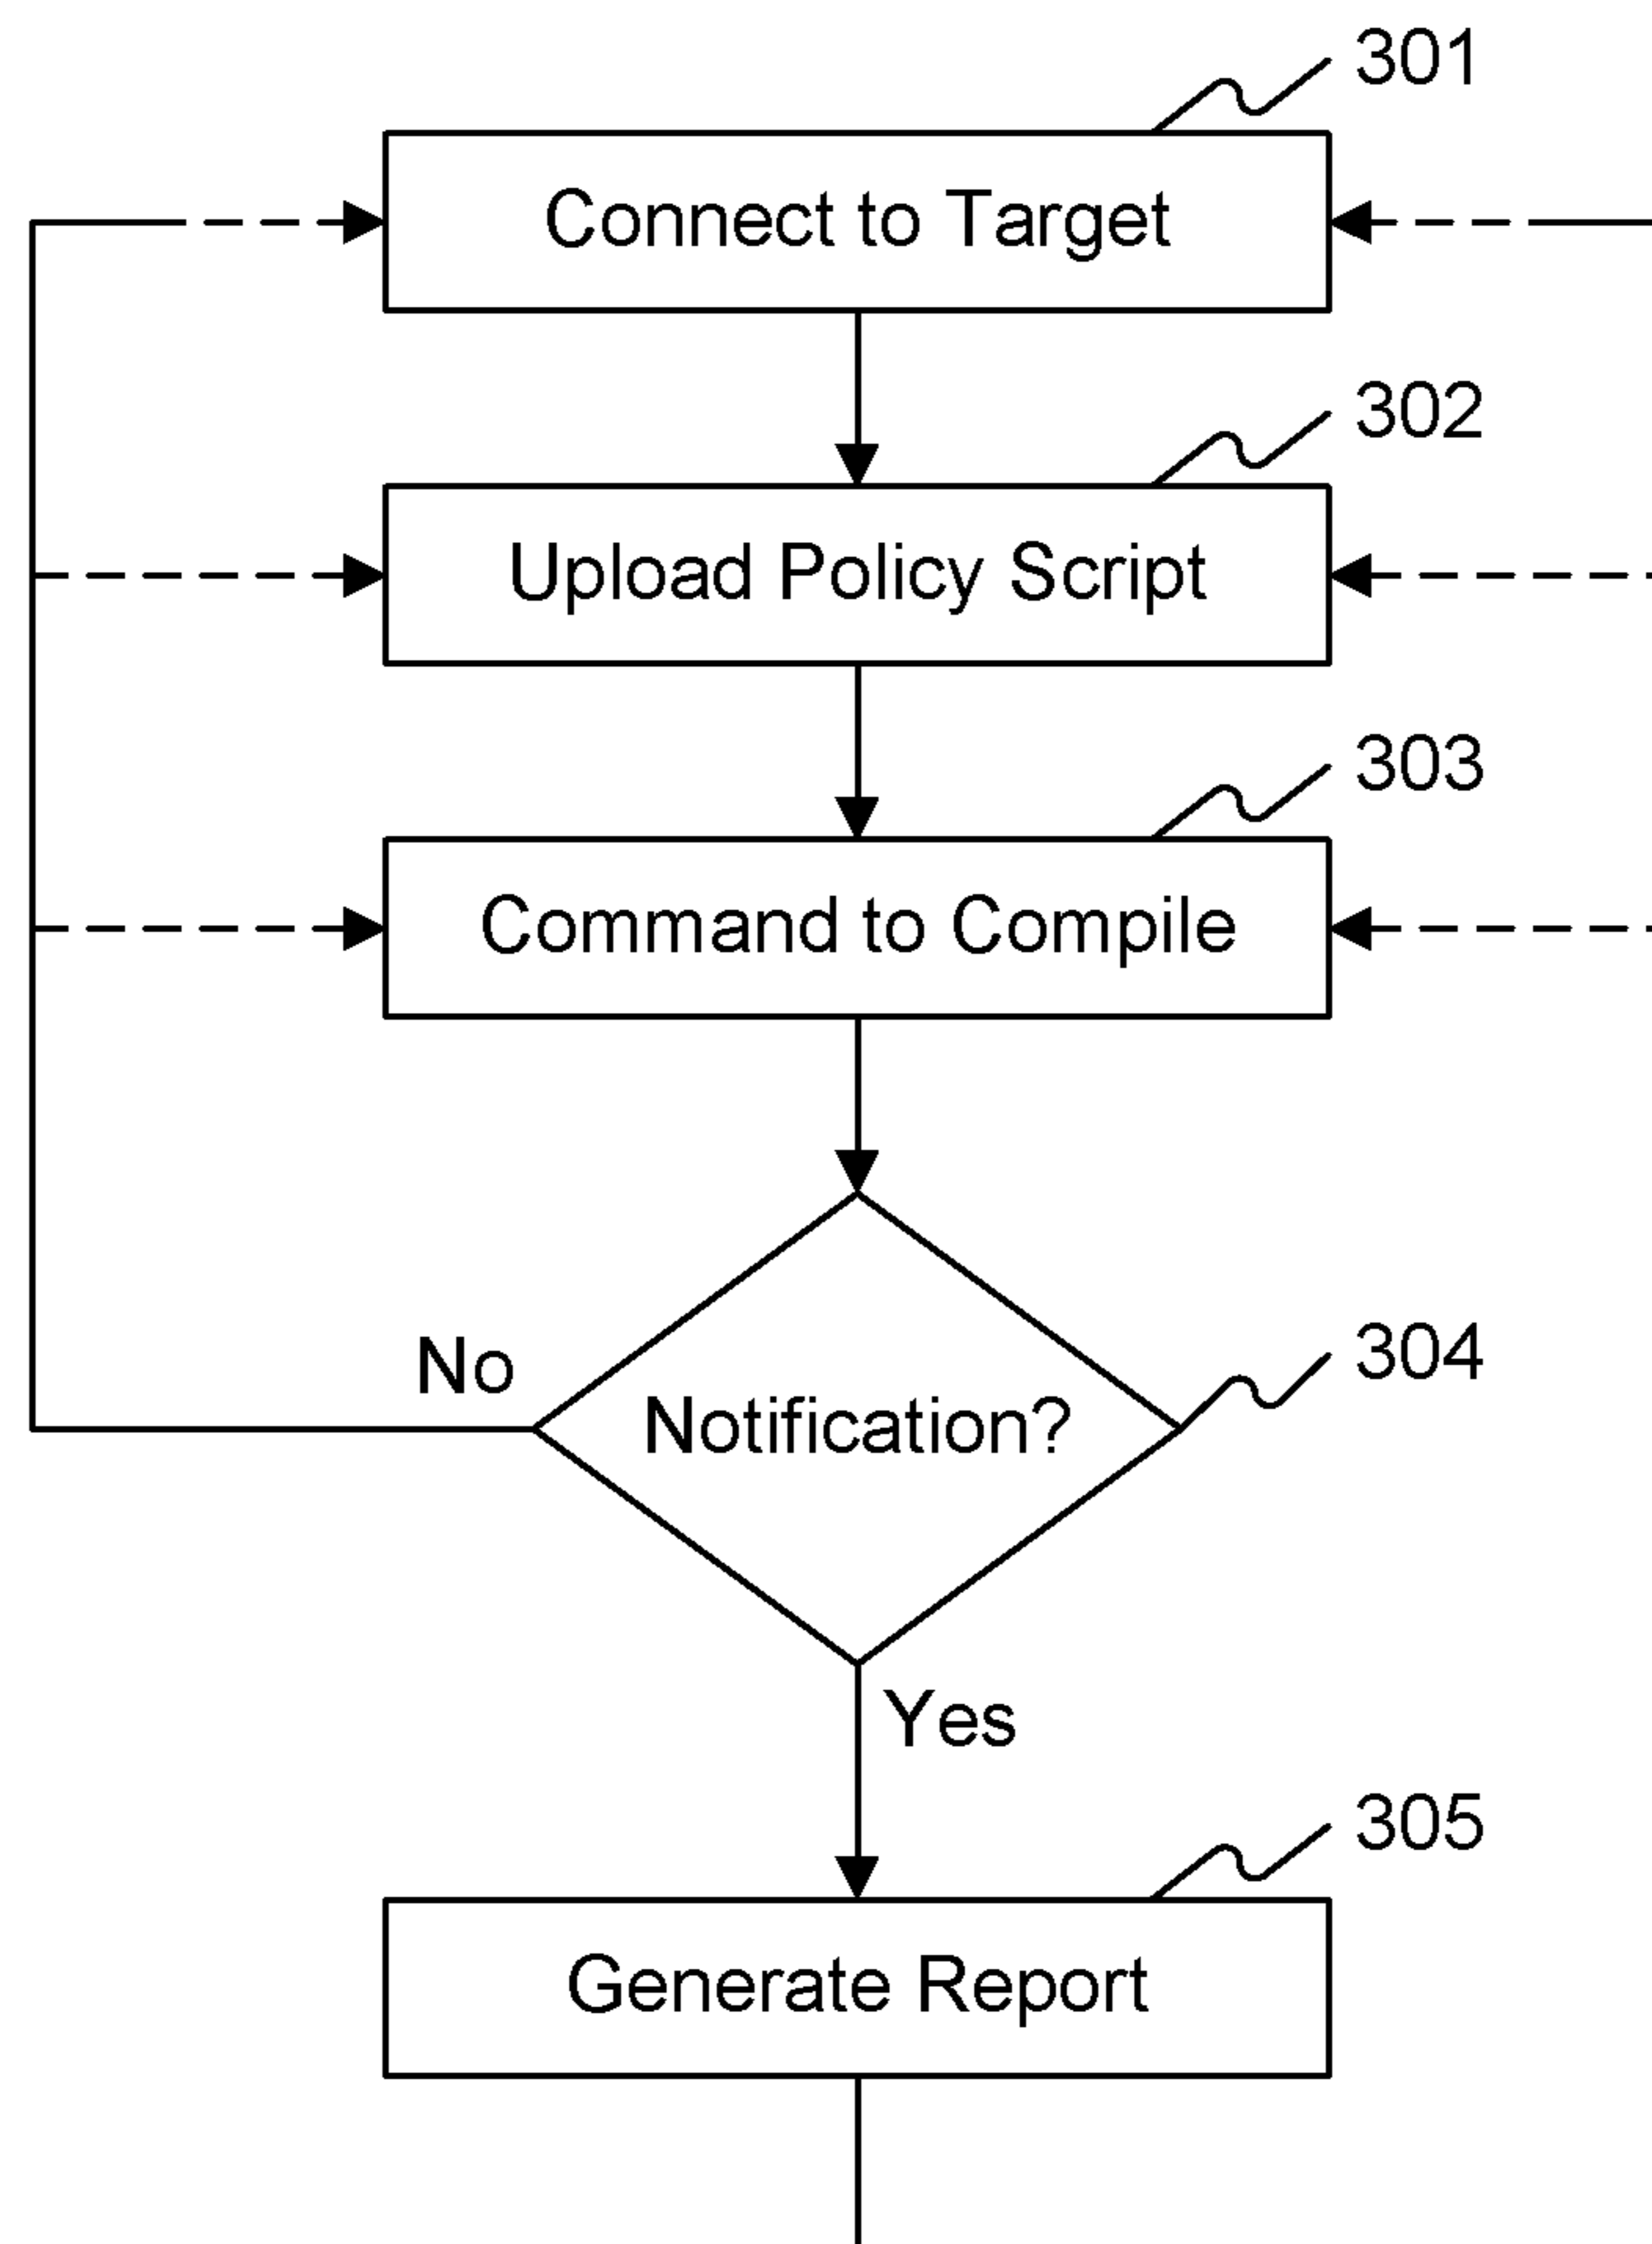 301
Connect to Target
302
Upload Policy Script
303
Command to Compile
304
No
Notification?
Yes
305
Generate Report